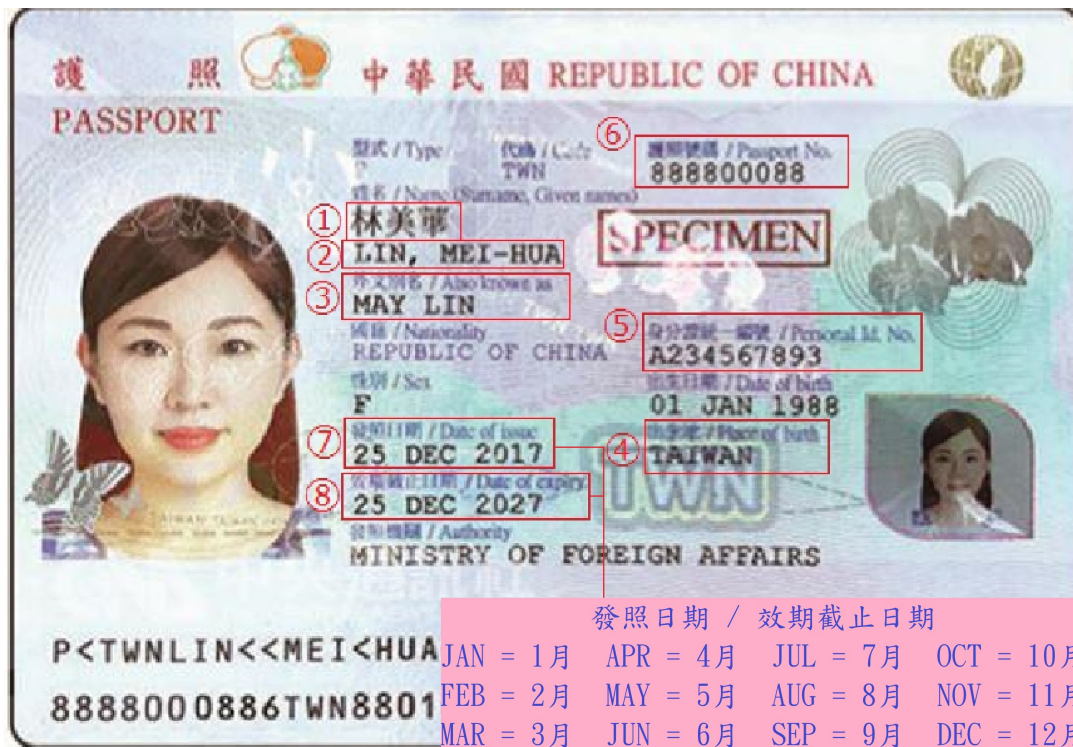 護 照 中華民國 REPUBLIC OF CHINA
PASSPORT
型式 / Type 代碼 / Code ⑥ 護照號碼 / Passport No.
P TWN 888800088
姓名 / Name (Surname, Given names)
① 林美華
SPECIMEN
② LIN, MEI-HUA
③ 外文別名 / Also known as
MAY LIN
國籍 / Nationality ⑤ 身分證統一編號 / Personal Id. No.
REPUBLIC OF CHINA A234567893
性別 / Sex 出生日期 / Date of birth
F 01 JAN 1988
⑦ 發照日期 / Date of issue ④ 出生地 / Place of birth
25 DEC 2017 TAIWAN
⑧ 效期截止日期 / Date of expiry
25 DEC 2027
TWN
發照機關 / Authority
MINISTRY OF FOREIGN AFFAIRS
發照日期 / 效期截止日期
P<TWNLIN<<MEI<HUA
JAN = 1月 APR = 4月 JUL = 7月 OCT = 10月
8888000886TWN8801
FEB = 2月 MAY = 5月 AUG = 8月 NOV = 11月
MAR = 3月 JUN = 6月 SEP = 9月 DEC = 12月